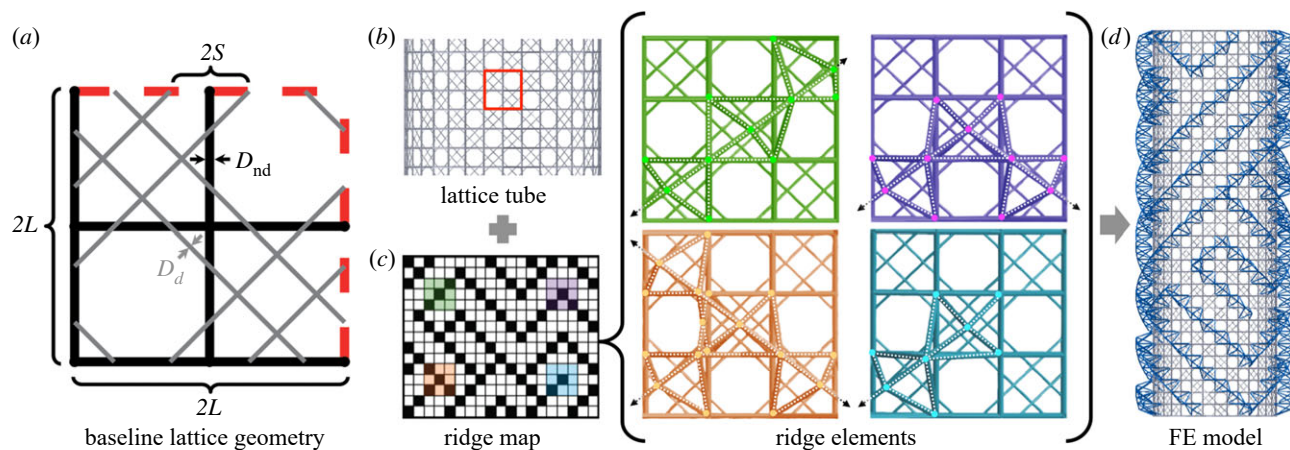 (a)
2S
D_nd
2L
D_d
2L
baseline lattice geometry
(b)
lattice tube
(c)
ridge map
ridge elements
(d)
FE model